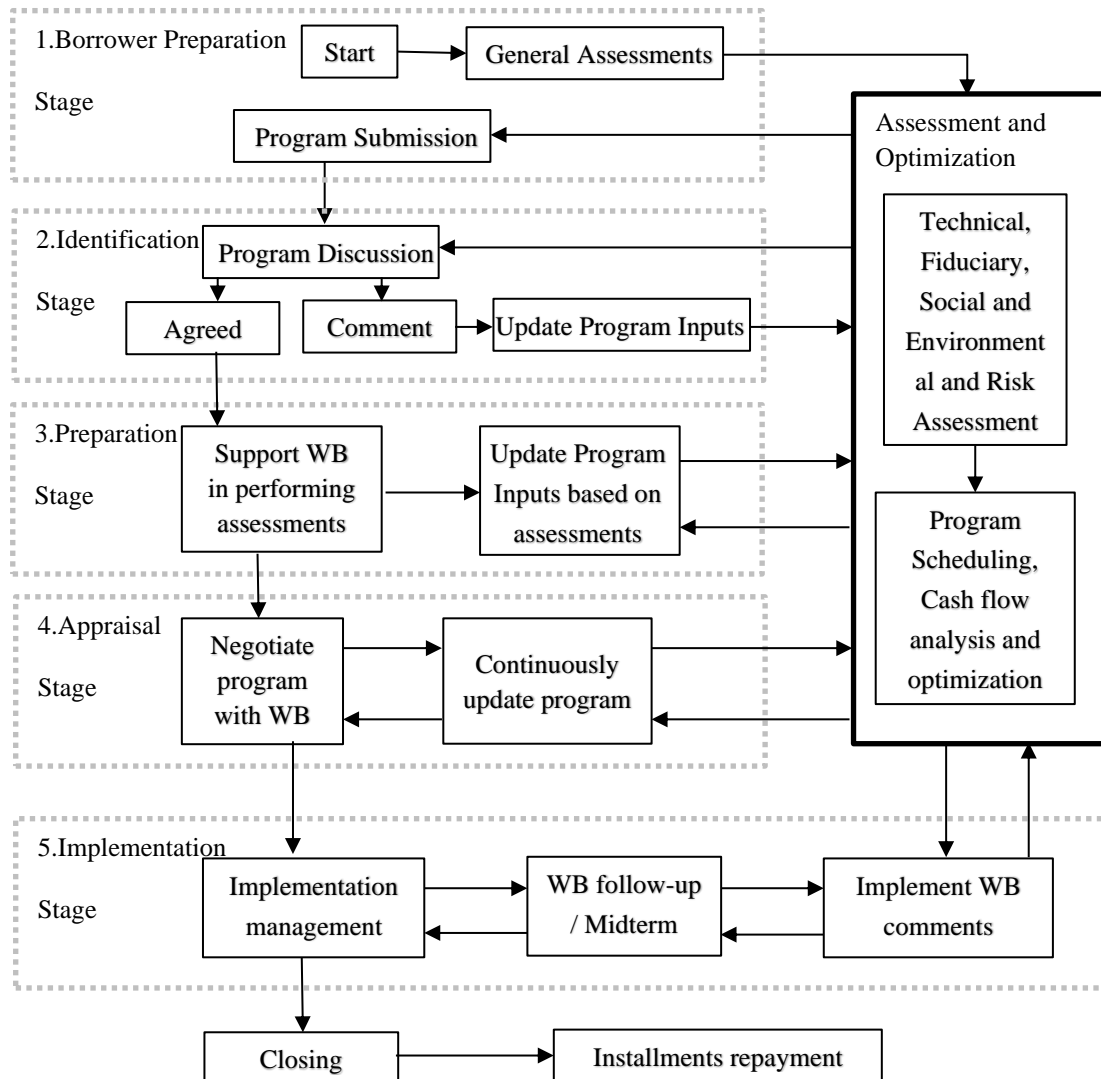 1.Borrower Preparation
Stage
Start
General Assessments
Program Submission
Assessment and
Optimization
Technical,
Fiduciary,
Social and
Environment
al and Risk
Assessment
Program
Scheduling,
Cash flow
analysis and
optimization
2.Identification
Stage
Program Discussion
Agreed
Comment
Update Program Inputs
3.Preparation
Stage
Support WB
in performing
assessments
Update Program
Inputs based on
assessments
4.Appraisal
Stage
Negotiate
program
with WB
Continuously
update program
5.Implementation
Stage
Implementation
management
WB follow-up
/ Midterm
Implement WB
comments
Closing
Installments repayment